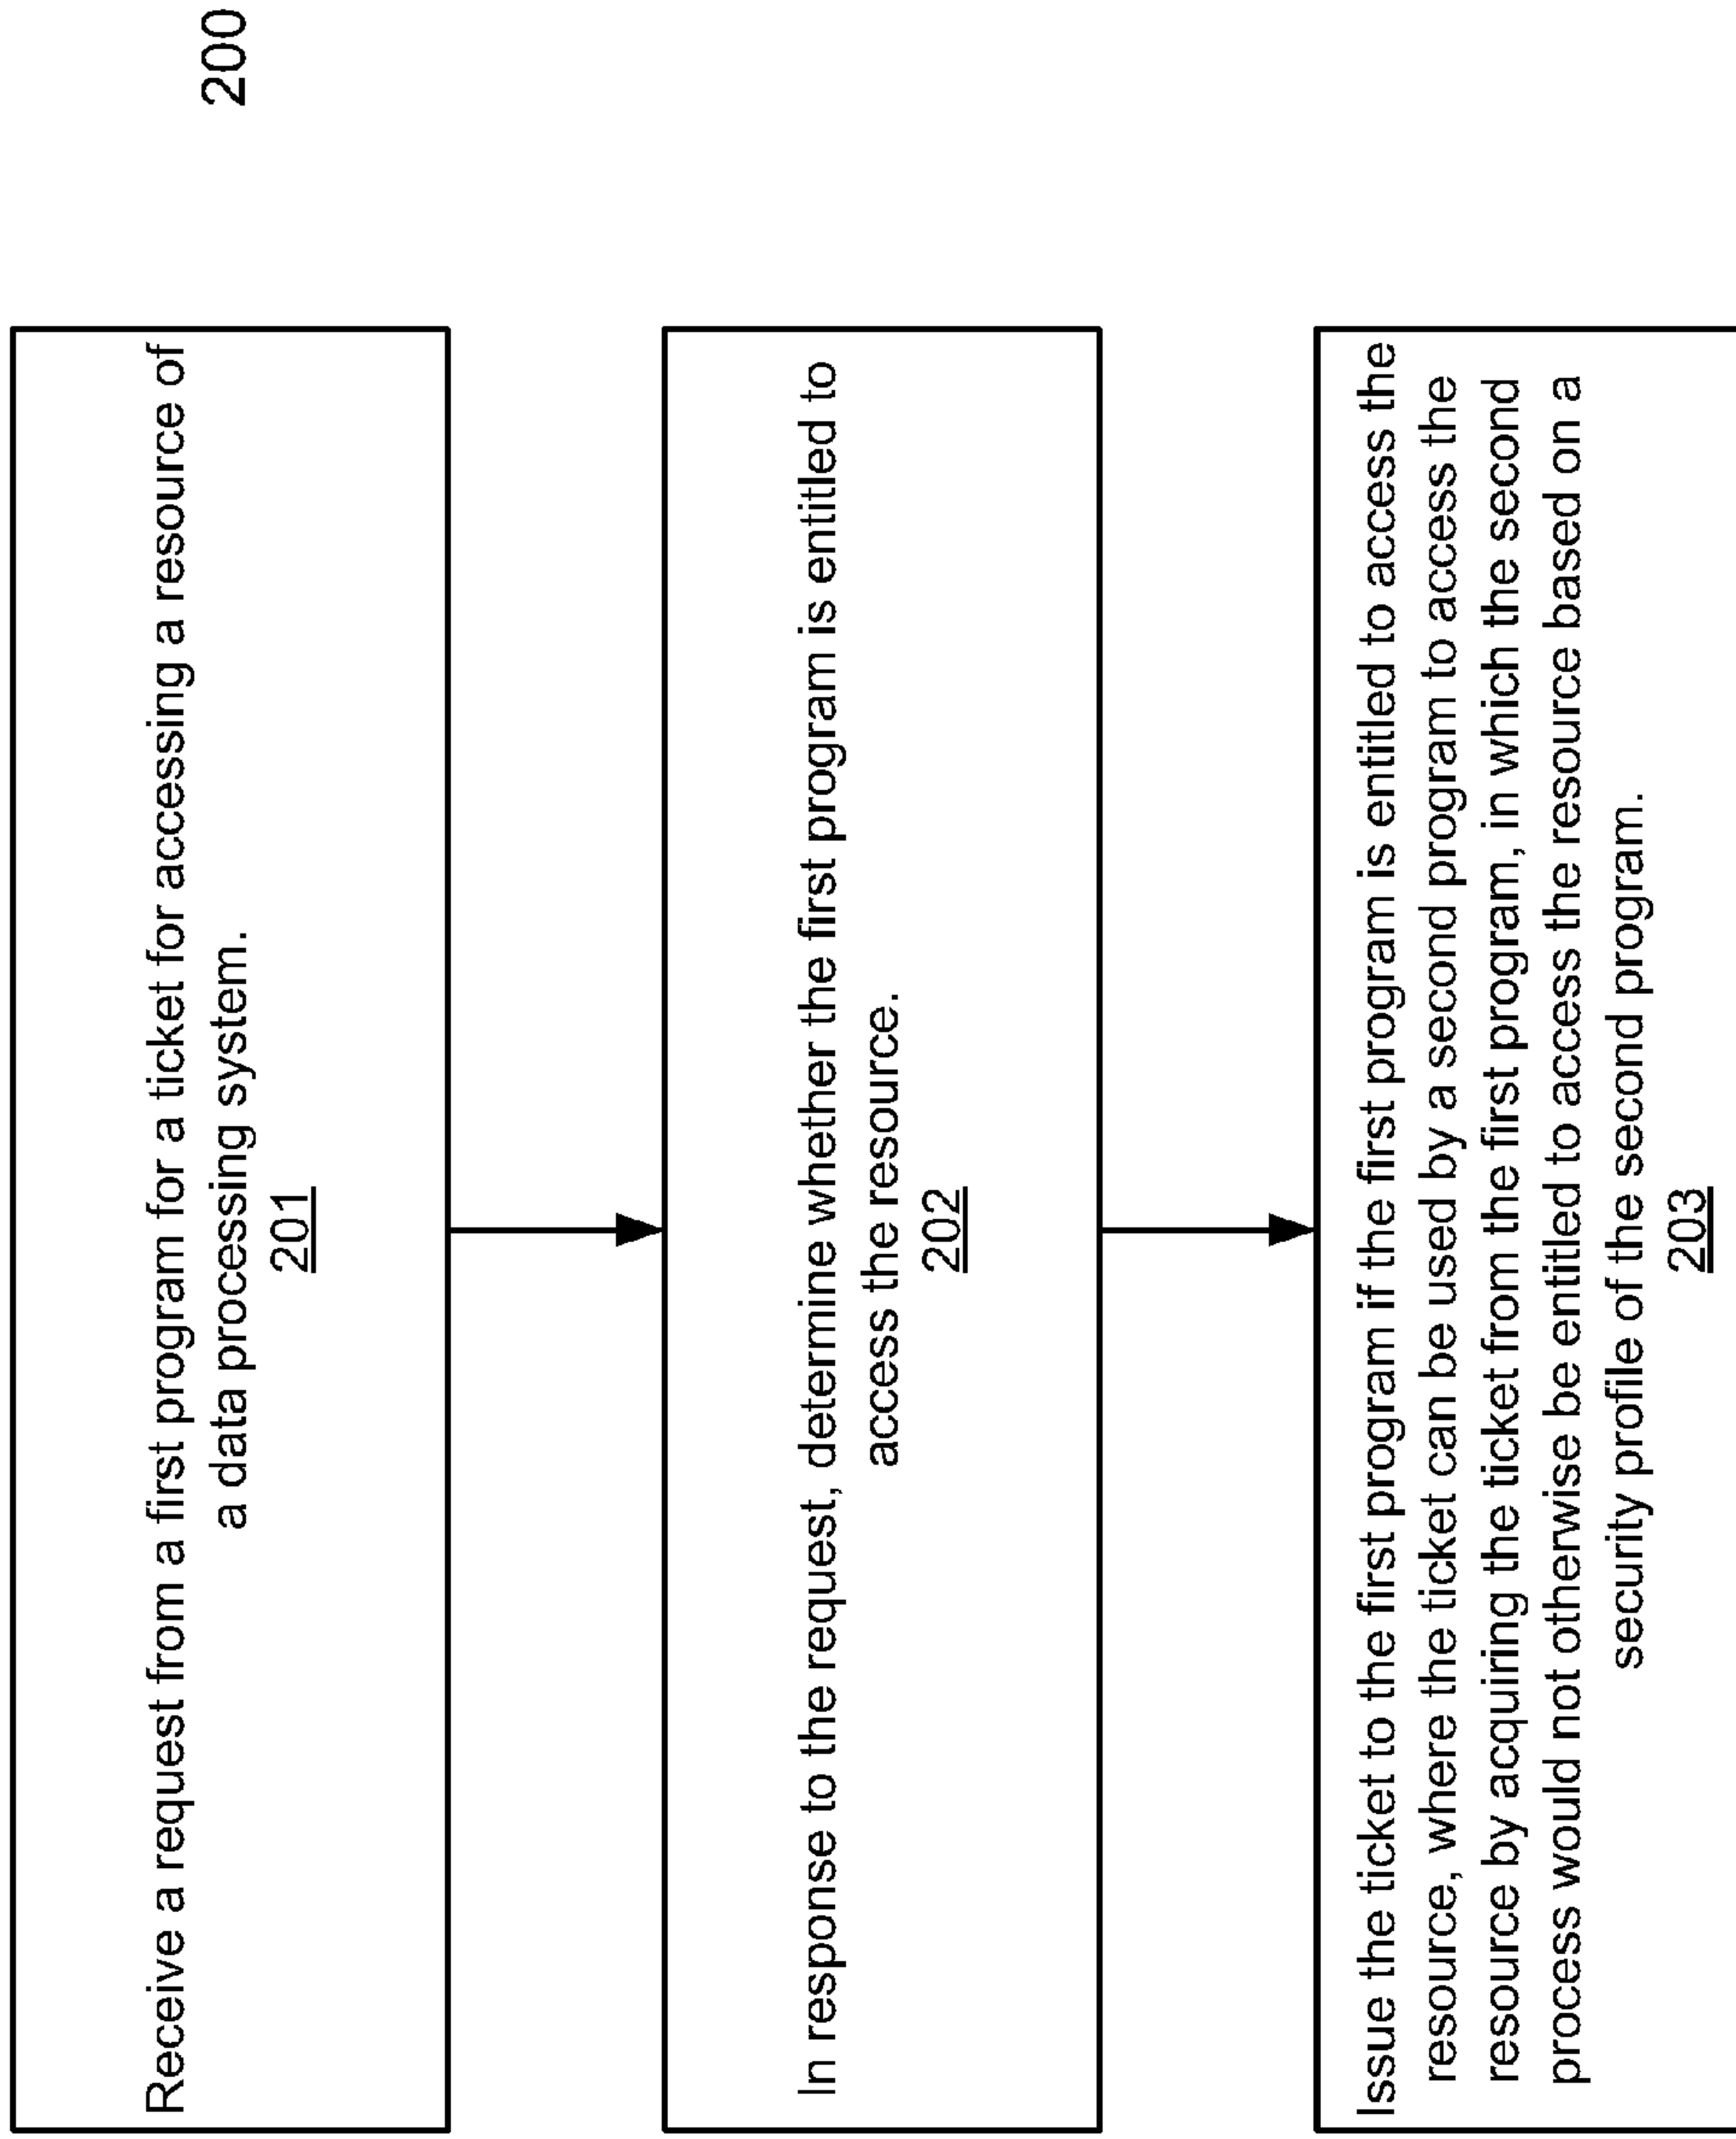 200
Receive a request from a first program for a ticket for accessing a resource of
a data processing system.
201
In response to the request, determine whether the first program is entitled to
access the resource.
202
Issue the ticket to the first program if the first program is entitled to access the
resource, where the ticket can be used by a second program to access the
resource by acquiring the ticket from the first program, in which the second
process would not otherwise be entitled to access the resource based on a
security profile of the second program.
203